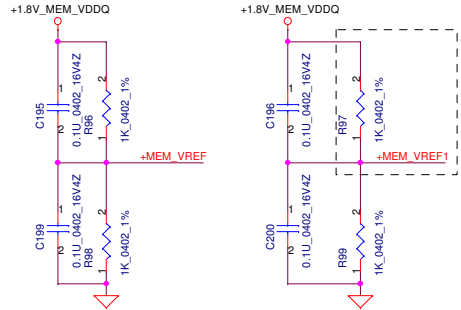 +1.8V_MEM_VDDQ
1
2
C195
0.1U_0402_16V4Z
2
1
R96
1K_0402_1%
+MEM_VREF
1
2
C199
0.1U_0402_16V4Z
2
1
R98
1K_0402_1%
+1.8V_MEM_VDDQ
1
2
C196
0.1U_0402_16V4Z
2
1
R97
1K_0402_1%
+MEM_VREF1
1
2
C200
0.1U_0402_16V4Z
2
1
R99
1K_0402_1%